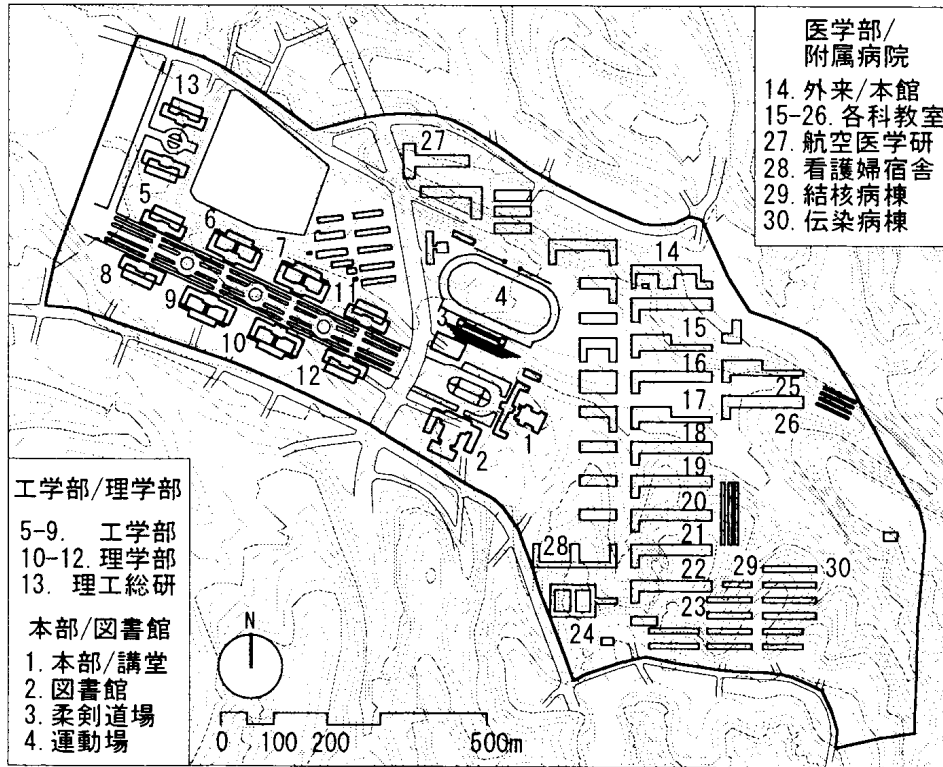 医学部/
附属病院
14. 外来/本館
15-26. 各科教室
27. 航空医学研
28. 看護婦宿舎
29. 結核病棟
30. 伝染病棟
13
27
5
6
7
14
8
11
4
9
3
15
10
16
25
12
17
26
1
18
2
19
20
21
28
22
29
30
23
24
工学部/理学部
5-9. 工学部
10-12. 理学部
13. 理工総研
本部/図書館
1. 本部/講堂
2. 図書館
3. 柔剣道場
4. 運動場
N
0 100 200 500m